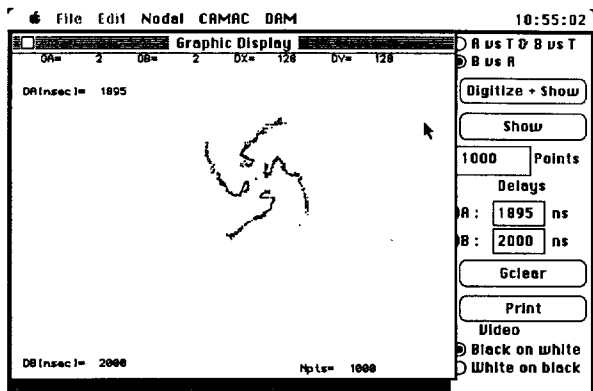 File Edit Nodal CAMAC DAM 10:55:02
Graphic Display
OA= 2 OB= 2 DX= 128 DY= 128
DA[nsec]= 1895
DB[nsec]= 2000
Npts= 1000
A vs T & B vs T
B vs A
Digitize + Show
Show
1000 Points
Delays
A : 1895 ns
B : 2000 ns
Gclear
Print
Video
Black on white
White on black